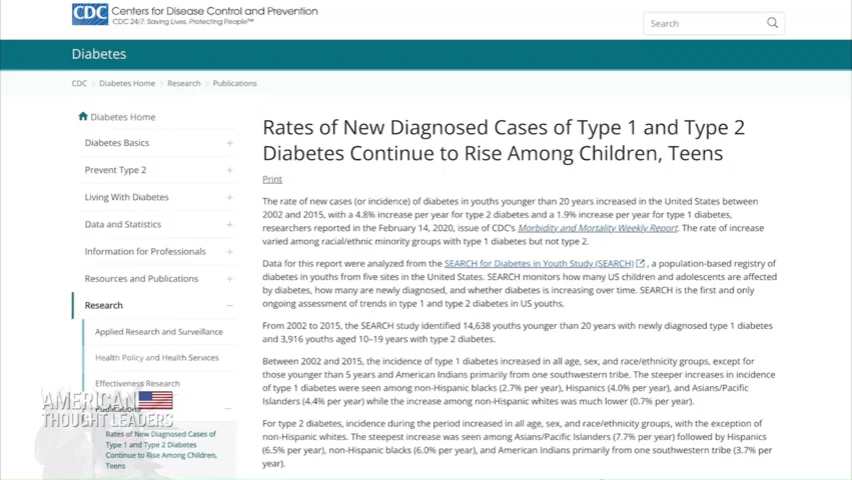 CDC Centers for Disease Control and Prevention
CDC 24/7: Saving Lives, Protecting People™
Search
Diabetes
CDC > Diabetes Home > Research > Publications
Diabetes Home
Diabetes Basics +
Prevent Type 2 +
Living With Diabetes +
Data and Statistics +
Information for Professionals +
Resources and Publications +
Research −
Applied Research and Surveillance
Health Policy and Health Services
Effectiveness Research
Publications −
Rates of New Diagnosed Cases of
Type 1 and Type 2 Diabetes
Continue to Rise Among Children,
Teens
AMERICAN
THOUGHT LEADERS
Rates of New Diagnosed Cases of Type 1 and Type 2
Diabetes Continue to Rise Among Children, Teens
Print
The rate of new cases (or incidence) of diabetes in youths younger than 20 years increased in the United States between
2002 and 2015, with a 4.8% increase per year for type 2 diabetes and a 1.9% increase per year for type 1 diabetes,
researchers reported in the February 14, 2020, issue of CDC's Morbidity and Mortality Weekly Report. The rate of increase
varied among racial/ethnic minority groups with type 1 diabetes but not type 2.
Data for this report were analyzed from the SEARCH for Diabetes in Youth Study (SEARCH) , a population-based registry of
diabetes in youths from five sites in the United States. SEARCH monitors how many US children and adolescents are affected
by diabetes, how many are newly diagnosed, and whether diabetes is increasing over time. SEARCH is the first and only
ongoing assessment of trends in type 1 and type 2 diabetes in US youths.
From 2002 to 2015, the SEARCH study identified 14,638 youths younger than 20 years with newly diagnosed type 1 diabetes
and 3,916 youths aged 10–19 years with type 2 diabetes.
Between 2002 and 2015, the incidence of type 1 diabetes increased in all age, sex, and race/ethnicity groups, except for
those younger than 5 years and American Indians primarily from one southwestern tribe. The steeper increases in incidence
of type 1 diabetes were seen among non-Hispanic blacks (2.7% per year), Hispanics (4.0% per year), and Asians/Pacific
Islanders (4.4% per year) while the increase among non-Hispanic whites was much lower (0.7% per year).
For type 2 diabetes, incidence during the period increased in all age, sex, and race/ethnicity groups, with the exception of
non-Hispanic whites. The steepest increase was seen among Asians/Pacific Islanders (7.7% per year) followed by Hispanics
(6.5% per year), non-Hispanic blacks (6.0% per year), and American Indians primarily from one southwestern tribe (3.7% per
year).